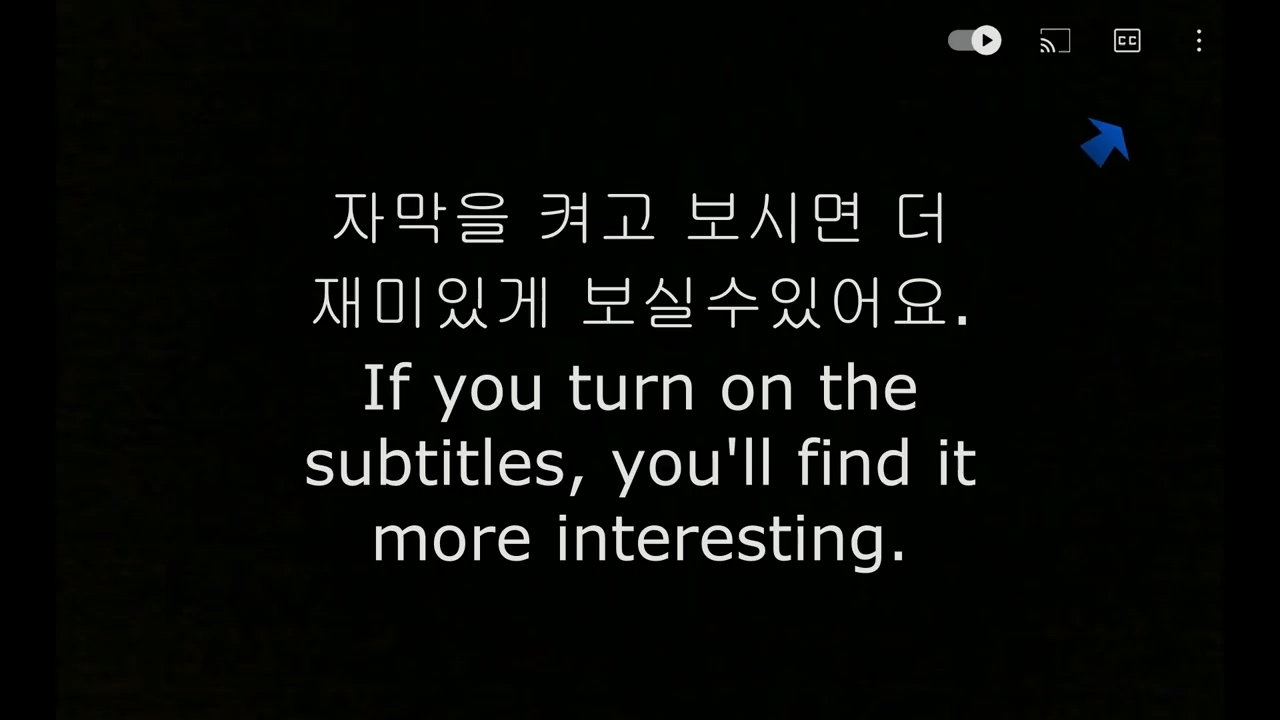 CC
자막을 켜고 보시면 더
재미있게 보실수있어요.
If you turn on the
subtitles, you'll find it
more interesting.